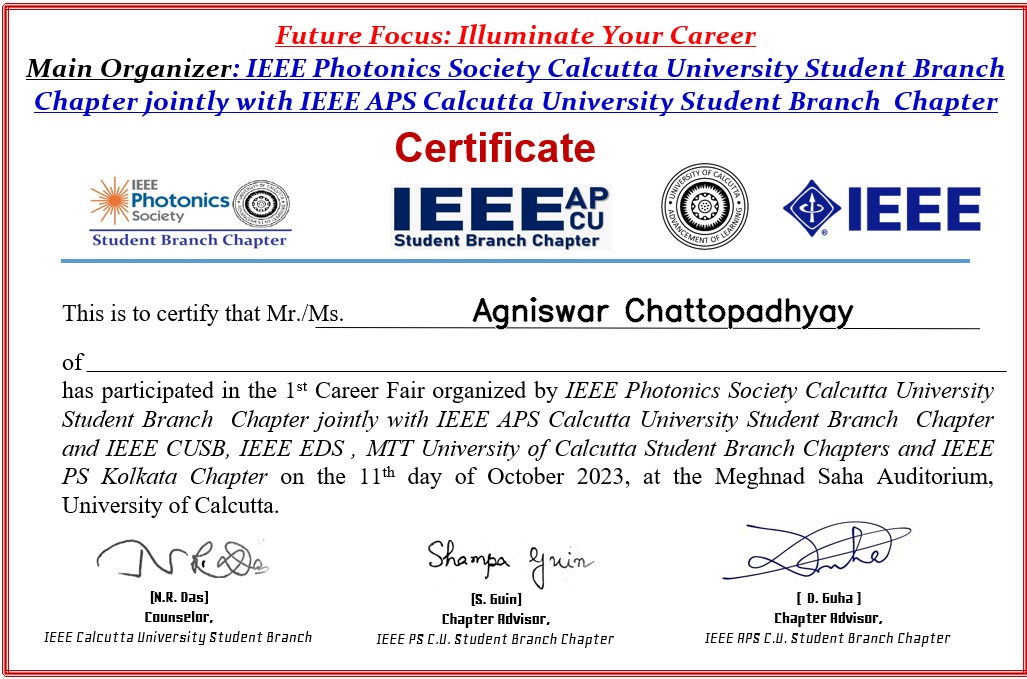 Future Focus: Illuminate Your Career
Main Organizer: IEEE Photonics Society Calcutta University Student Branch
Chapter jointly with IEEE APS Calcutta University Student Branch Chapter
Certificate
IEEE
Photonics
Society
Student Branch Chapter
IEEE AP
CU
Student Branch Chapter
UNIVERSITY OF CALCUTTA
ADVANCEMENT OF LEARNING
IEEE
This is to certify that Mr./Ms. Agniswar Chattopadhyay
of
has participated in the 1st Career Fair organized by IEEE Photonics Society Calcutta University
Student Branch Chapter jointly with IEEE APS Calcutta University Student Branch Chapter
and IEEE CUSB, IEEE EDS , MTT University of Calcutta Student Branch Chapters and IEEE
PS Kolkata Chapter on the 11th day of October 2023, at the Meghnad Saha Auditorium,
University of Calcutta.
N R. Das
Shampa Guin
[N.R. Das]
[S. Guin]
[ D. Guha ]
Counselor,
Chapter Advisor,
Chapter Advisor,
IEEE Calcutta University Student Branch
IEEE PS C.U. Student Branch Chapter
IEEE APS C.U. Student Branch Chapter